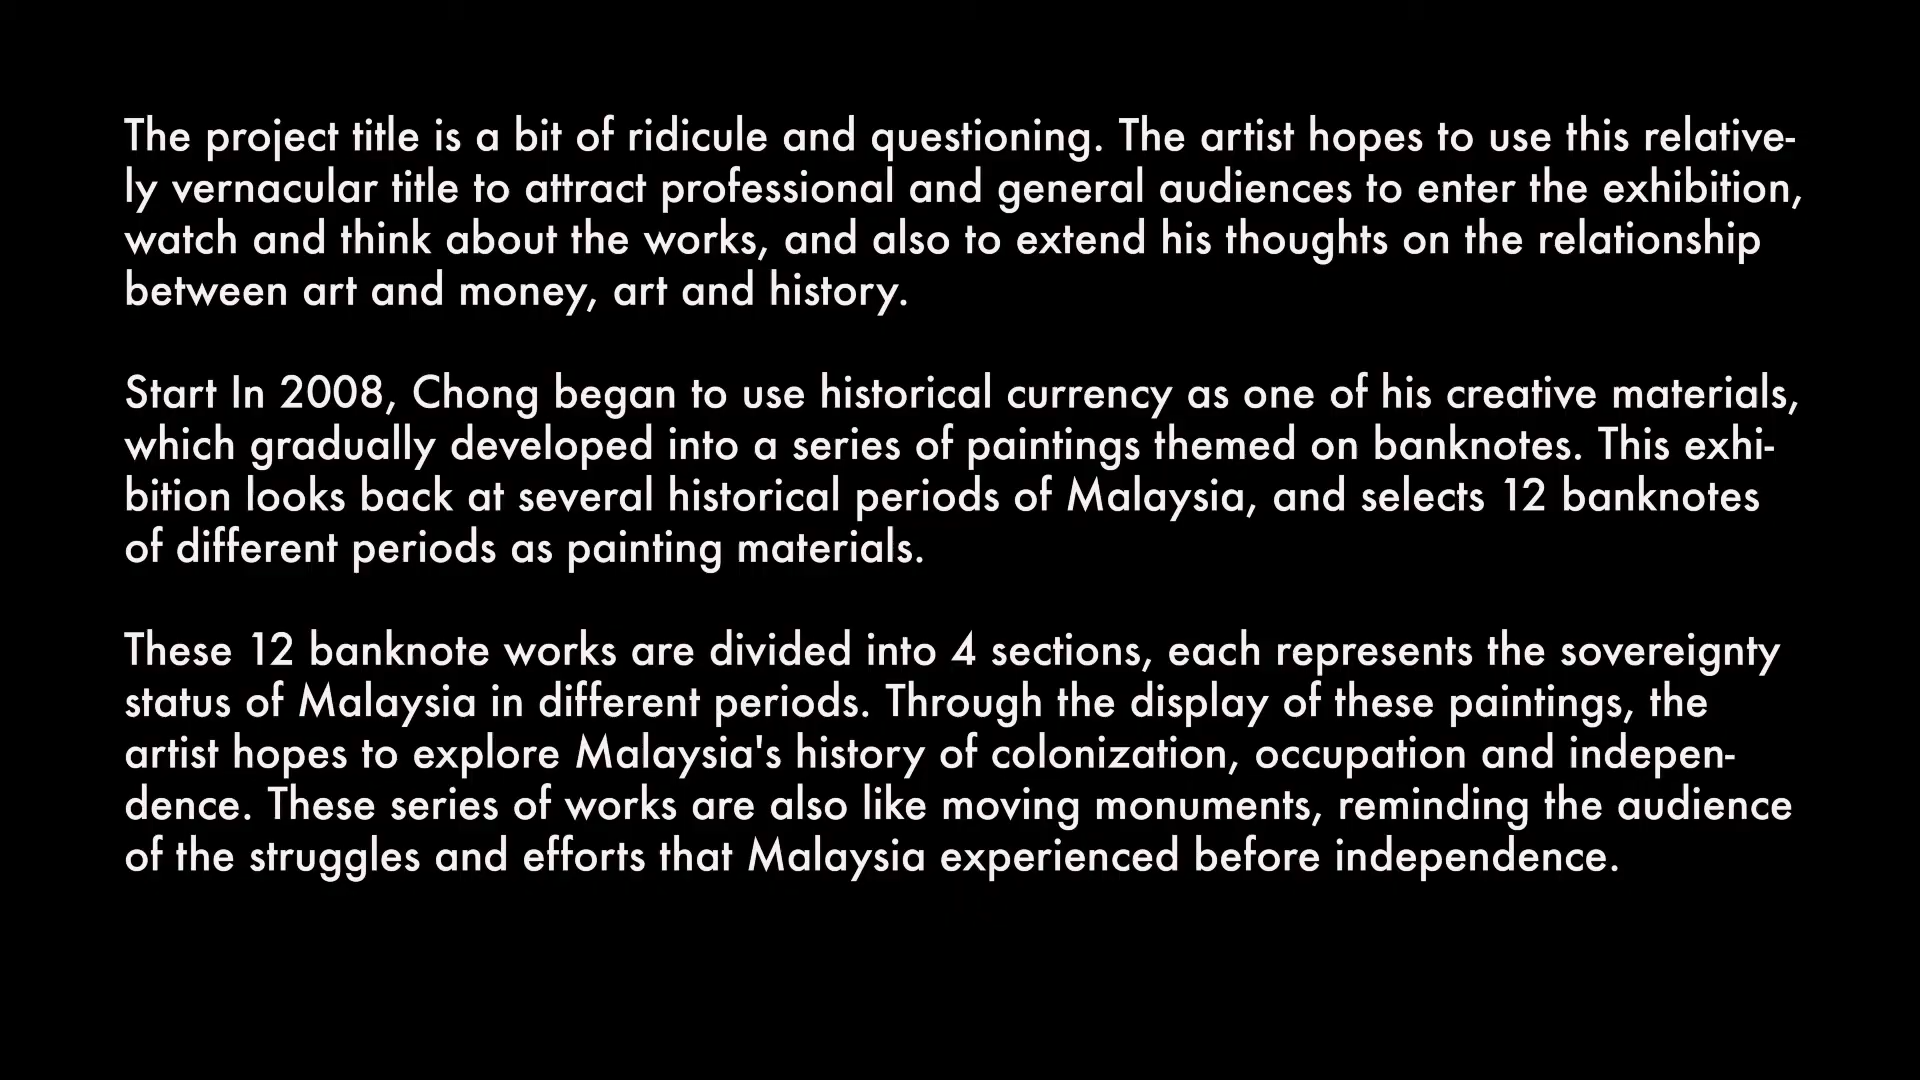 The project title is a bit of ridicule and questioning. The artist hopes to use this relative-
ly vernacular title to attract professional and general audiences to enter the exhibition,
watch and think about the works, and also to extend his thoughts on the relationship
between art and money, art and history.
Start In 2008, Chong began to use historical currency as one of his creative materials,
which gradually developed into a series of paintings themed on banknotes. This exhi-
bition looks back at several historical periods of Malaysia, and selects 12 banknotes
of different periods as painting materials.
These 12 banknote works are divided into 4 sections, each represents the sovereignty
status of Malaysia in different periods. Through the display of these paintings, the
artist hopes to explore Malaysia's history of colonization, occupation and indepen-
dence. These series of works are also like moving monuments, reminding the audience
of the struggles and efforts that Malaysia experienced before independence.